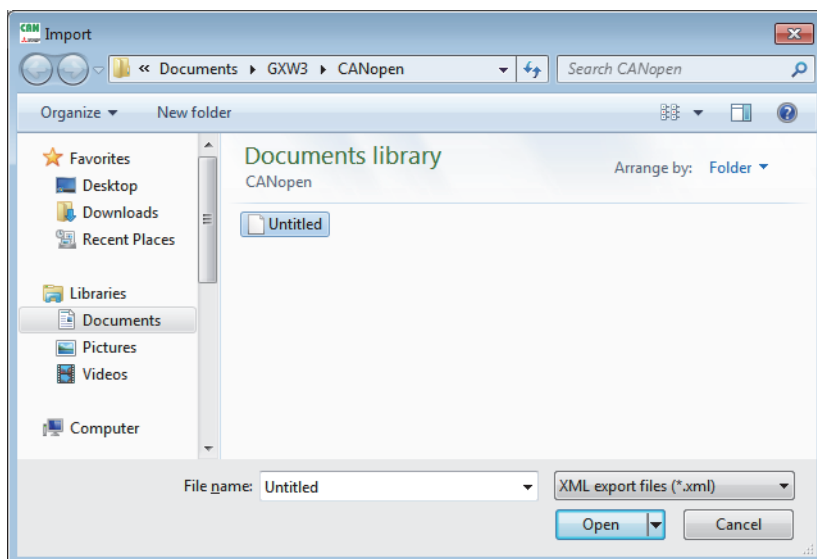 CAN Import
« Documents ▸ GXW3 ▸ CANopen
Search CANopen
Organize ▾ New folder
Favorites
Desktop
Downloads
Recent Places
Libraries
Documents
Pictures
Videos
Computer
Documents library
CANopen
Arrange by: Folder ▾
Untitled
File name: Untitled
XML export files (*.xml)
Open
Cancel